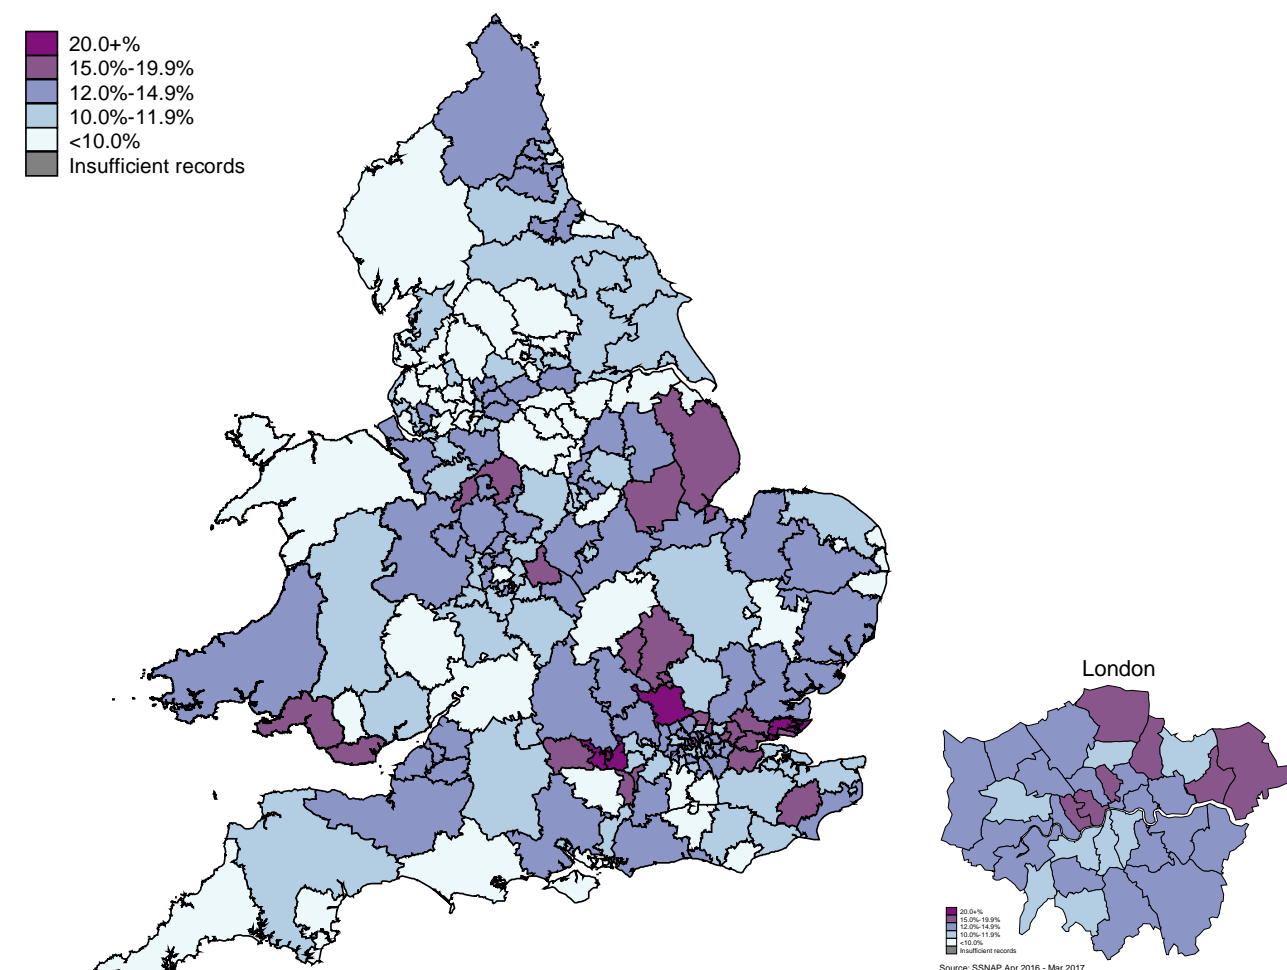 20.0+%
15.0%-19.9%
12.0%-14.9%
10.0%-11.9%
<10.0%
Insufficient records
London
20.0+%
15.0%-19.9%
12.0%-14.9%
10.0%-11.9%
<10.0%
Insufficient records
Source: SSNAP Apr 2016 - Mar 2017